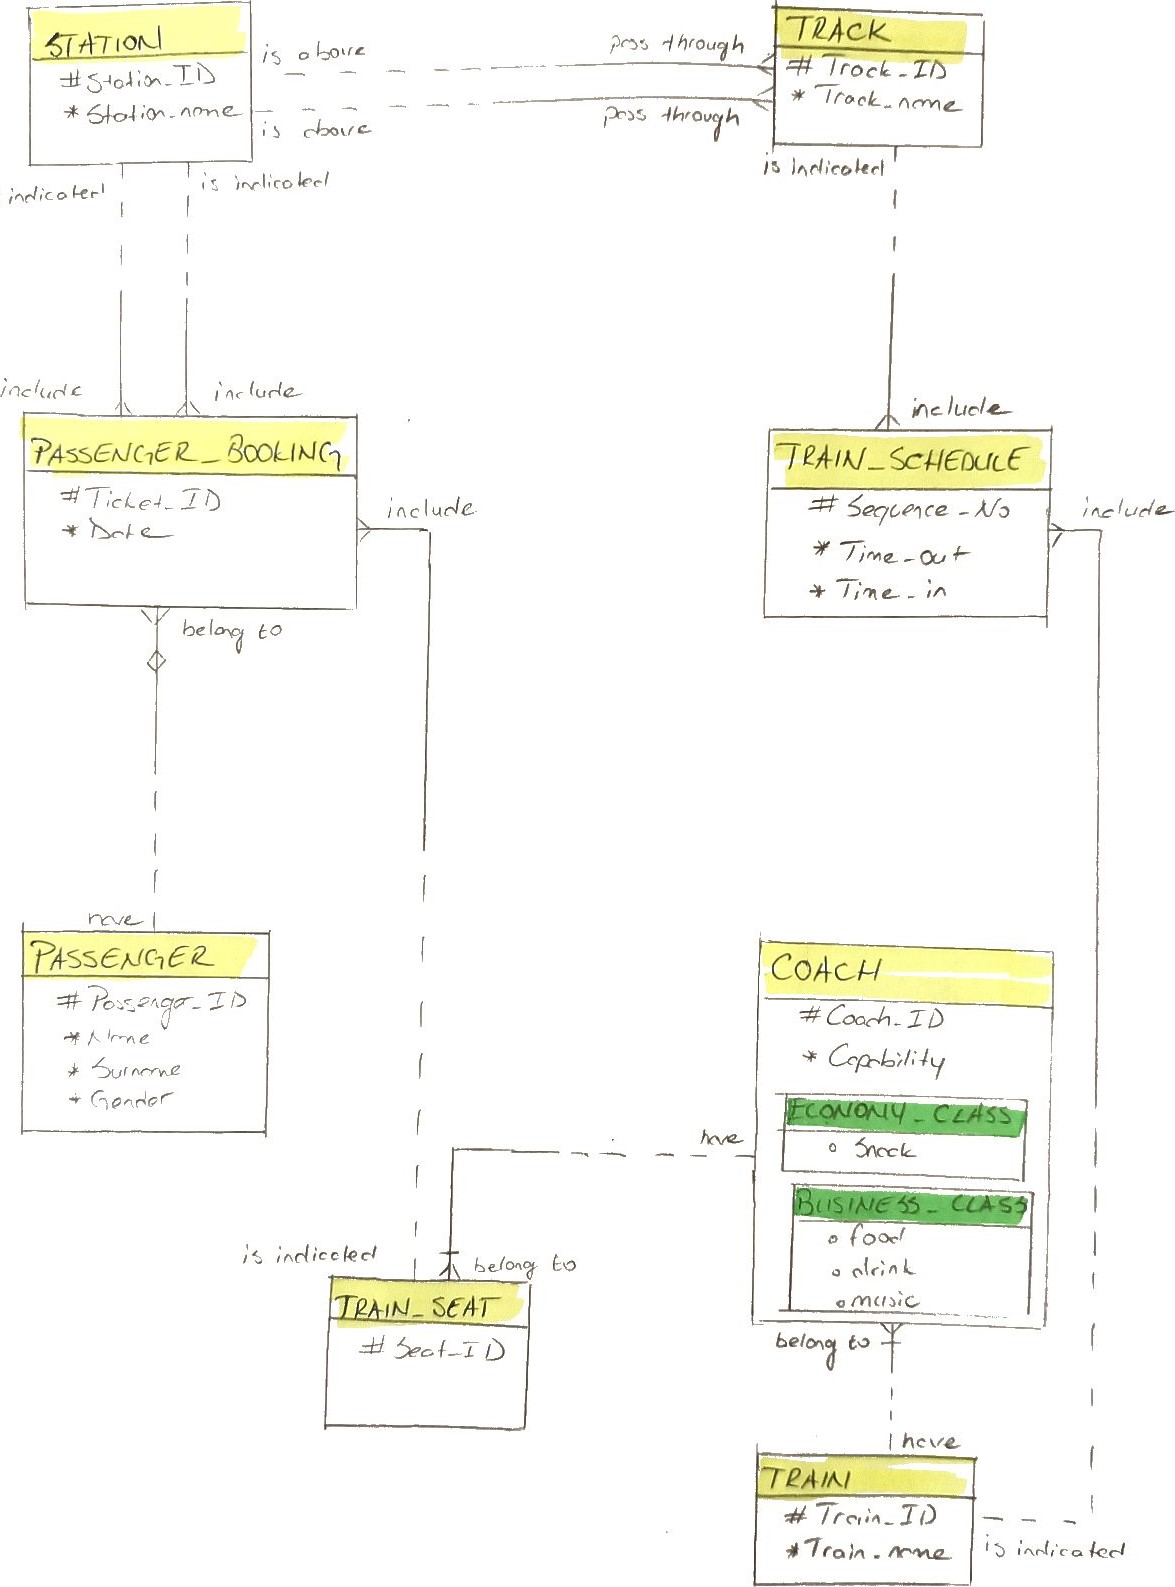 STATION
#Station_ID
* Station_name
is above
pass through
is above
pass through
TRACK
# Track_ID
* Track_name
indicated
is indicated
is indicated
include
include
include
PASSENGER_BOOKING
#Ticket_ID
* Date
include
TRAIN_SCHEDULE
# Sequence_No
* Time_out
* Time_in
include
belong to
have
PASSENGER
# Passenger_ID
* Name
* Surname
* Gender
COACH
#Coach_ID
* Capability
ECONOMY_CLASS
o Snack
BUSINESS_CLASS
o food
o drink
o music
have
is indicated
belong to
TRAIN_SEAT
# Seat_ID
belong to
have
TRAIN
# Train_ID
*Train_name
is indicated